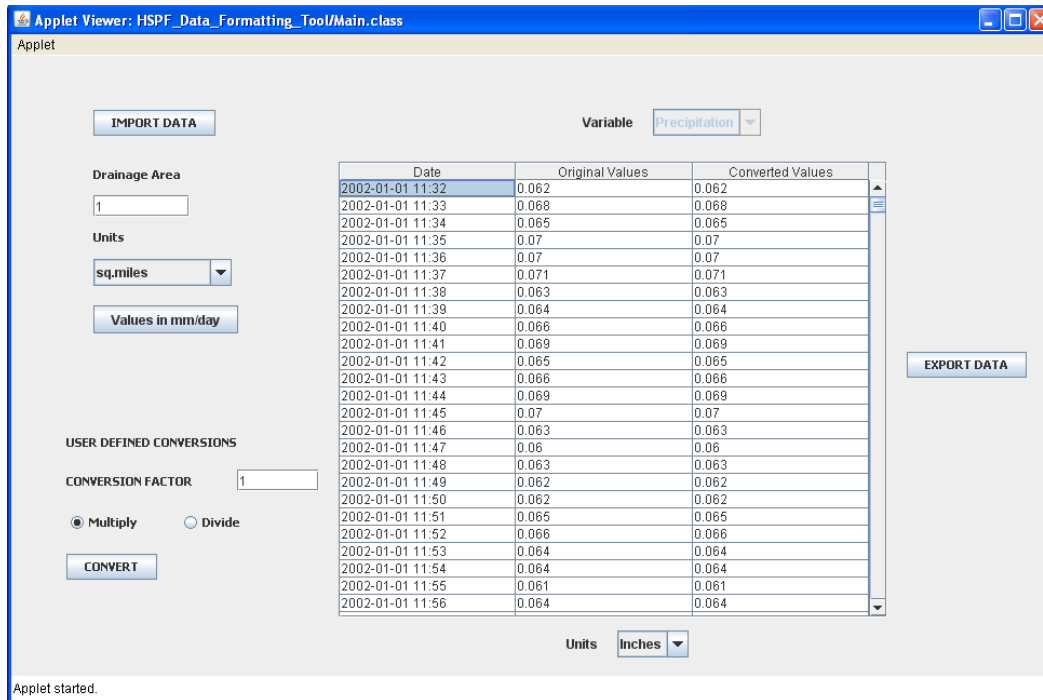 Applet Viewer: HSPF_Data_Formatting_Tool/Main.class
Applet
IMPORT DATA
Variable Precipitation
Drainage Area
1
Units
sq.miles
Values in mm/day
Date Original Values Converted Values
2002-01-01 11:32 0.062 0.062
2002-01-01 11:33 0.068 0.068
2002-01-01 11:34 0.065 0.065
2002-01-01 11:35 0.07 0.07
2002-01-01 11:36 0.07 0.07
2002-01-01 11:37 0.071 0.071
2002-01-01 11:38 0.063 0.063
2002-01-01 11:39 0.064 0.064
2002-01-01 11:40 0.066 0.066
2002-01-01 11:41 0.069 0.069
2002-01-01 11:42 0.065 0.065
2002-01-01 11:43 0.066 0.066
2002-01-01 11:44 0.069 0.069
2002-01-01 11:45 0.07 0.07
2002-01-01 11:46 0.063 0.063
2002-01-01 11:47 0.06 0.06
2002-01-01 11:48 0.063 0.063
2002-01-01 11:49 0.062 0.062
2002-01-01 11:50 0.062 0.062
2002-01-01 11:51 0.065 0.065
2002-01-01 11:52 0.066 0.066
2002-01-01 11:53 0.064 0.064
2002-01-01 11:54 0.064 0.064
2002-01-01 11:55 0.061 0.061
2002-01-01 11:56 0.064 0.064
EXPORT DATA
USER DEFINED CONVERSIONS
CONVERSION FACTOR 1
Multiply Divide
CONVERT
Units Inches
Applet started.